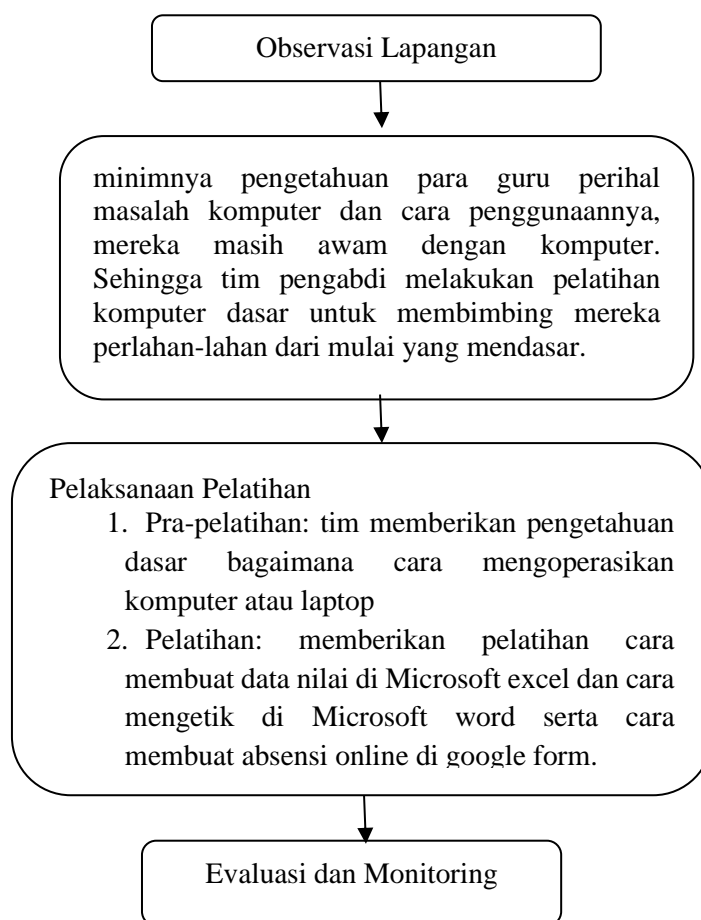 Observasi Lapangan
minimnya pengetahuan para guru perihal
masalah komputer dan cara penggunaannya,
mereka masih awam dengan komputer.
Sehingga tim pengabdi melakukan pelatihan
komputer dasar untuk membimbing mereka
perlahan-lahan dari mulai yang mendasar.
Pelaksanaan Pelatihan
1. Pra-pelatihan: tim memberikan pengetahuan
dasar bagaimana cara mengoperasikan
komputer atau laptop
2. Pelatihan: memberikan pelatihan cara
membuat data nilai di Microsoft excel dan cara
mengetik di Microsoft word serta cara
membuat absensi online di google form.
Evaluasi dan Monitoring